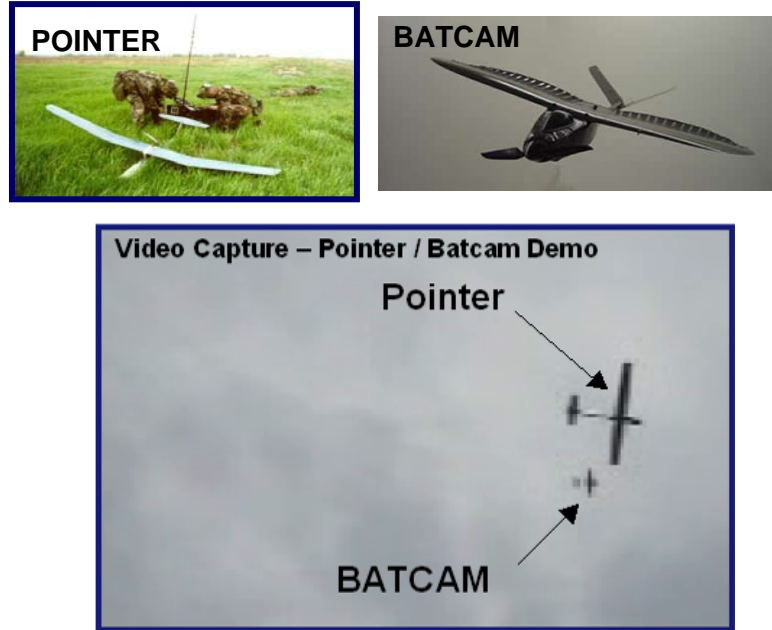 POINTER
BATCAM
Video Capture – Pointer / Batcam Demo
Pointer
BATCAM